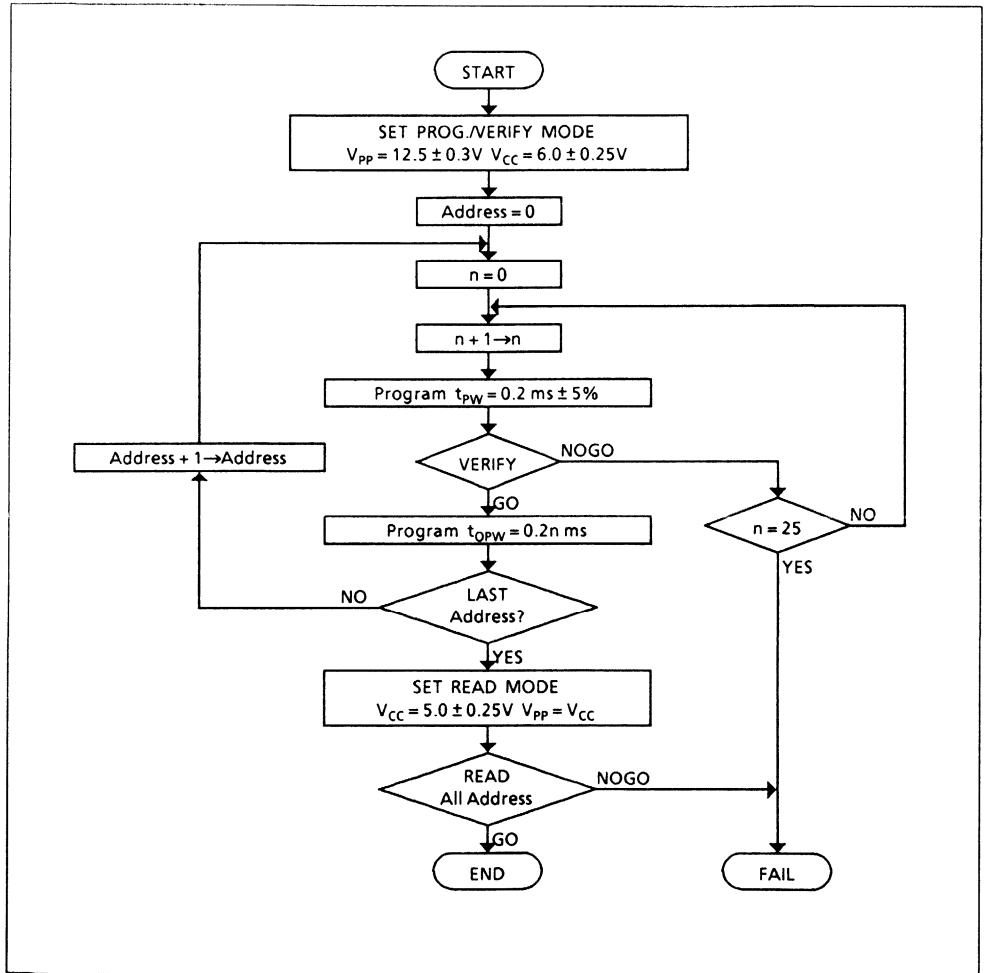 START
SET PROG./VERIFY MODE
V_PP = 12.5 ± 0.3V V_CC = 6.0 ± 0.25V
Address = 0
n = 0
n + 1→n
Program t_PW = 0.2 ms ± 5%
Address + 1→Address
VERIFY
NOGO
GO
n = 25
NO
YES
Program t_OPW = 0.2n ms
LAST
Address?
NO
YES
SET READ MODE
V_CC = 5.0 ± 0.25V V_PP = V_CC
READ
All Address
NOGO
GO
END
FAIL